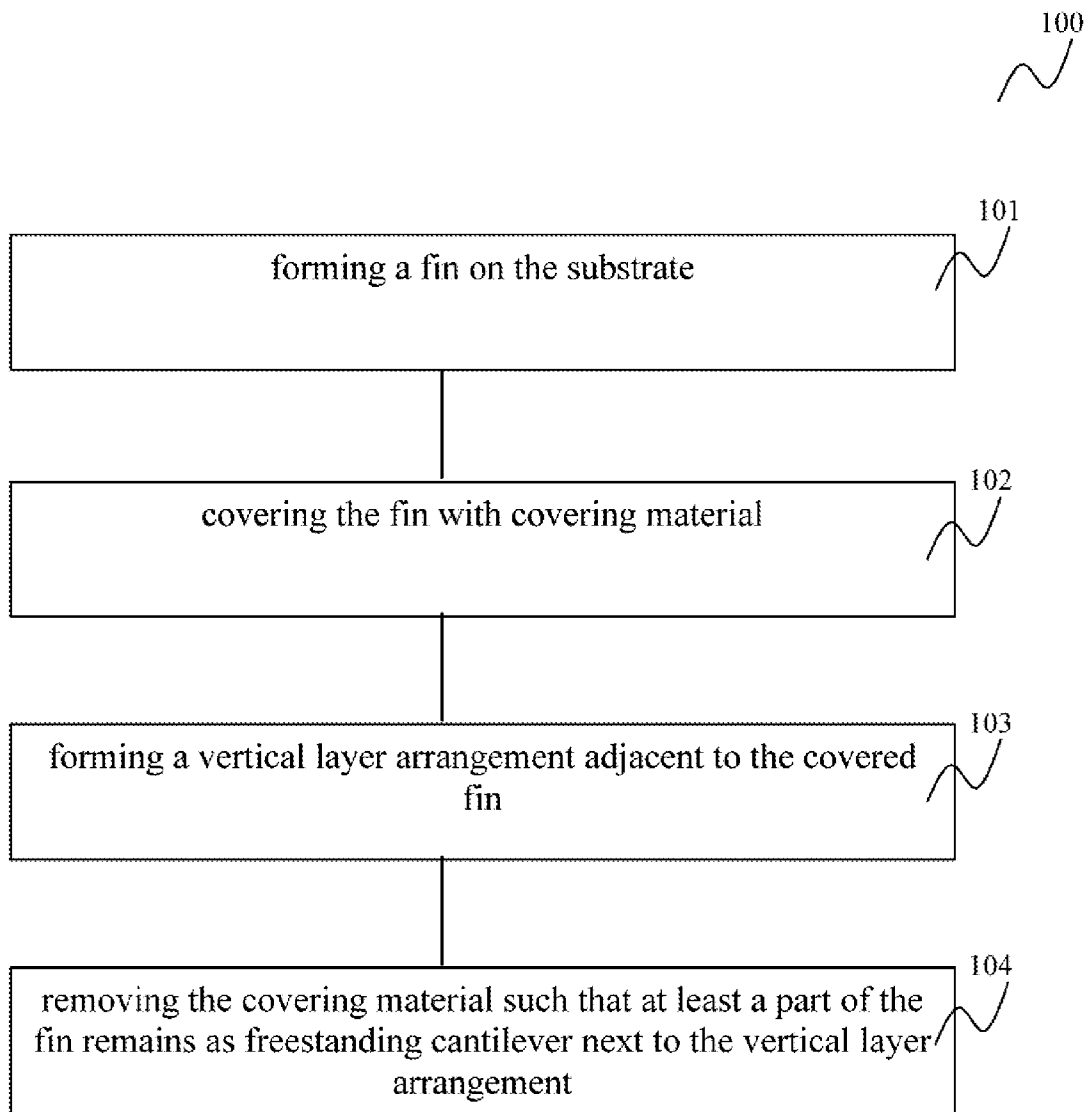 100
101
forming a fin on the substrate
102
covering the fin with covering material
103
forming a vertical layer arrangement adjacent to the covered
fin
104
removing the covering material such that at least a part of the
fin remains as freestanding cantilever next to the vertical layer
arrangement